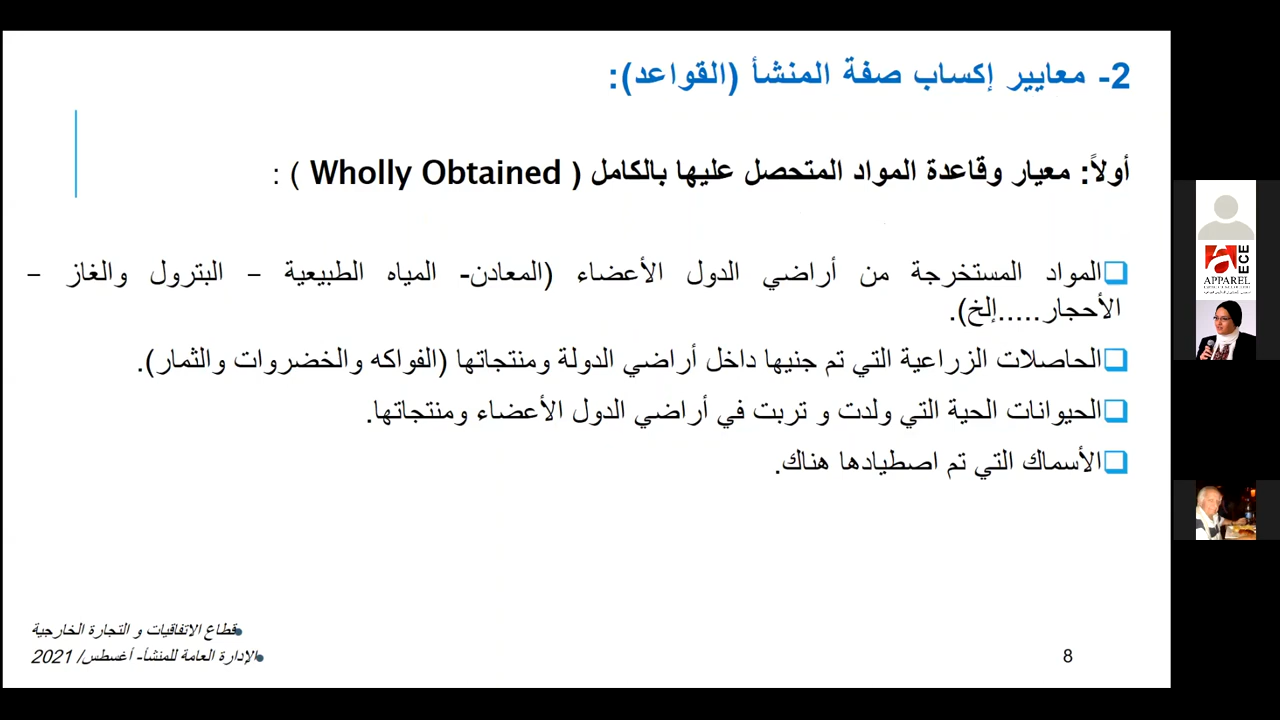 2- معايير إكساب صفة المنشأ (القواعد):
أولاً: معيار وقاعدة المواد المتحصل عليها بالكامل ( Wholly Obtained ) :
المواد المستخرجة من أراضي الدول الأعضاء (المعادن- المياه الطبيعية – البترول والغاز –
الأحجار.....إلخ).
الحاصلات الزراعية التي تم جنيها داخل أراضي الدولة ومنتجاتها (الفواكه والخضروات والثمار).
الحيوانات الحية التي ولدت و تربت في أراضي الدول الأعضاء ومنتجاتها.
الأسماك التي تم اصطيادها هناك.
قطاع الاتفاقيات و التجارة الخارجية
الإدارة العامة للمنشأ- أغسطس/ 2021
8
ECE
APPAREL